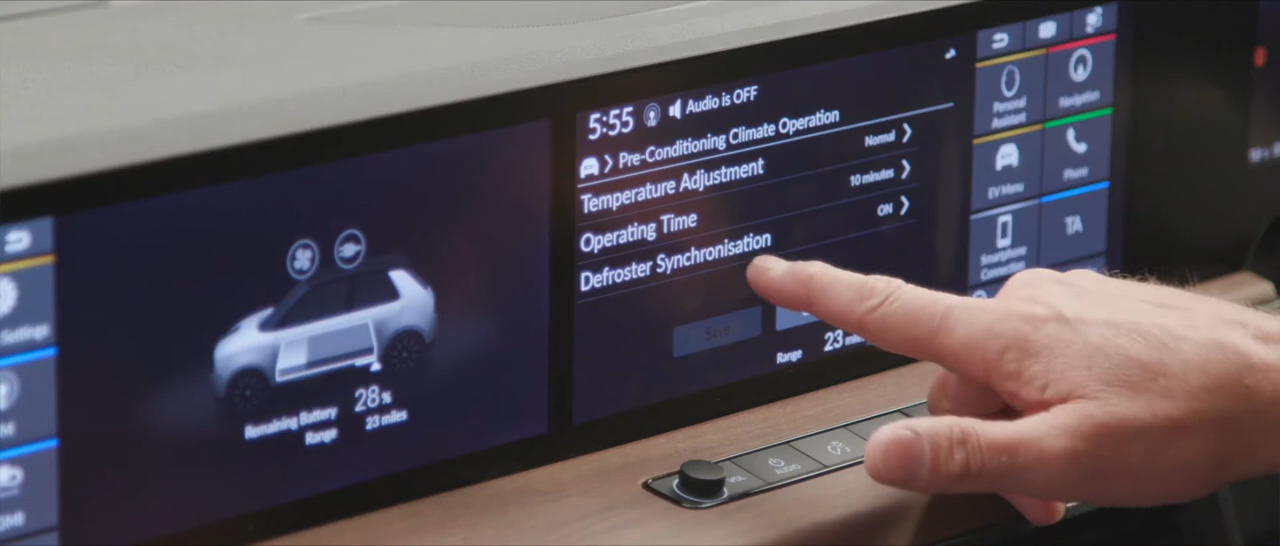 Settings
28%
Remaining Battery
Range
23 miles
5:55
Audio is OFF
Pre-Conditioning Climate Operation
Temperature Adjustment
Normal
Operating Time
10 minutes
Defroster Synchronisation
ON
Save
Range
23 miles
Personal
Assistant
Navigation
EV Menu
Phone
Smartphone
Connection
TA
VOL
AUDIO